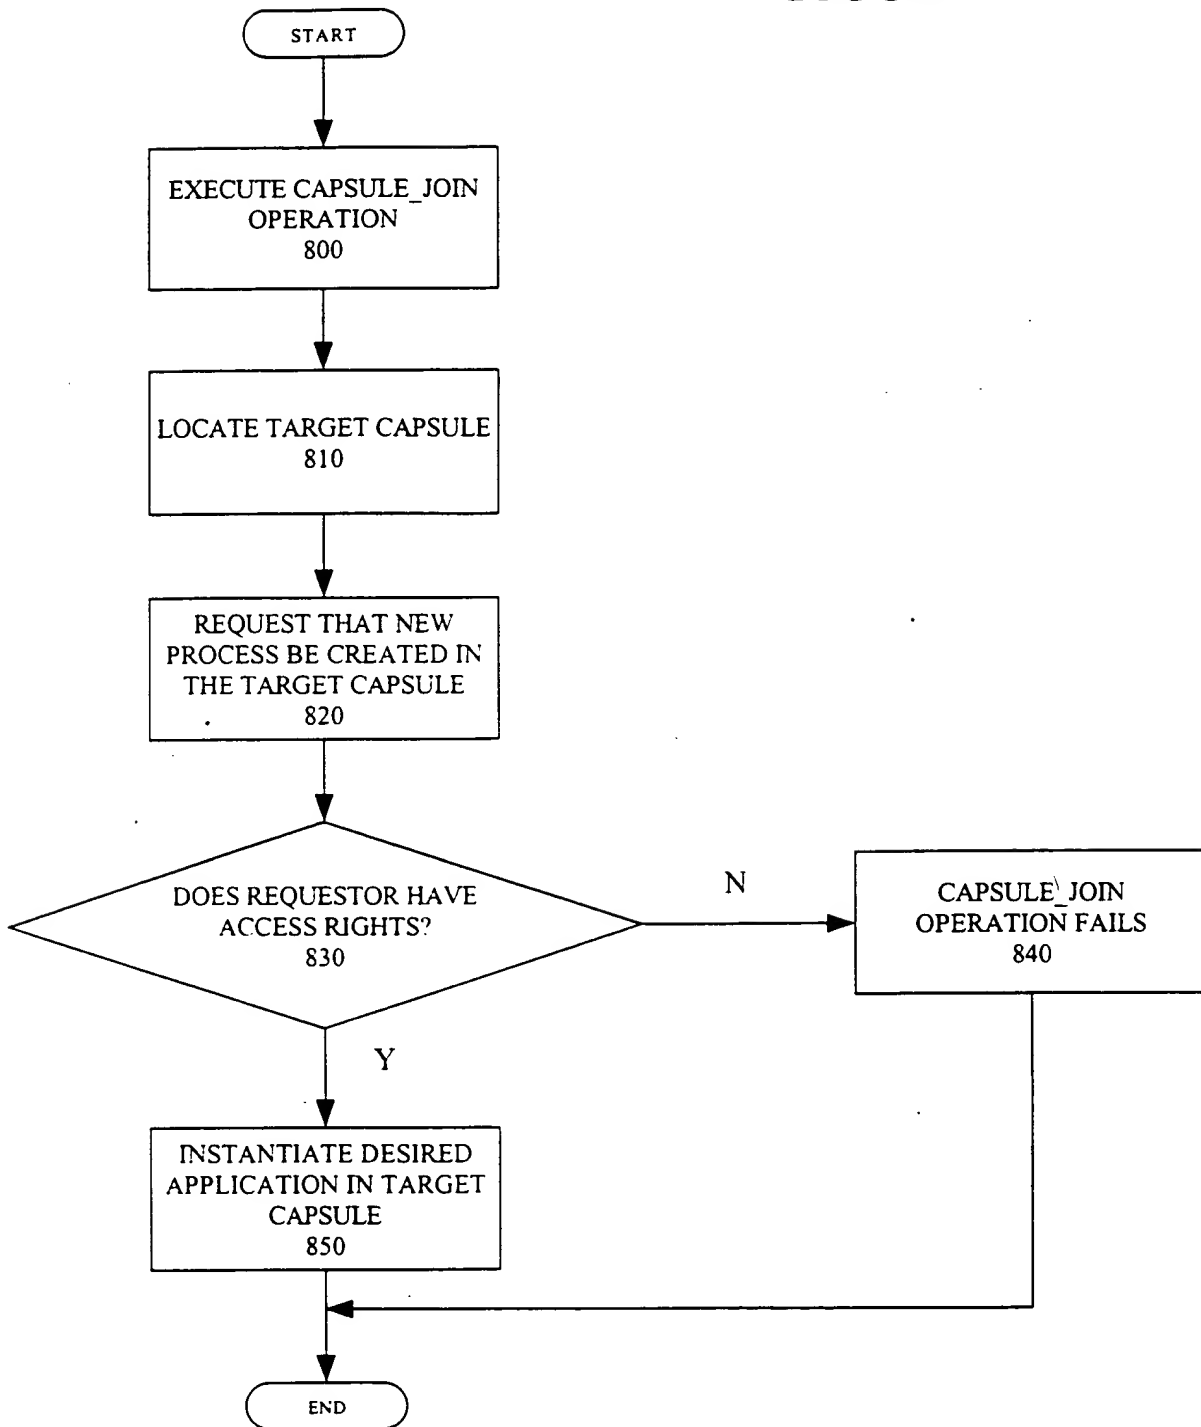 START
EXECUTE CAPSULE_JOIN
OPERATION
800
LOCATE TARGET CAPSULE
810
REQUEST THAT NEW
PROCESS BE CREATED IN
THE TARGET CAPSULE
820
DOES REQUESTOR HAVE
ACCESS RIGHTS?
830
N
CAPSULE_JOIN
OPERATION FAILS
840
Y
INSTANTIATE DESIRED
APPLICATION IN TARGET
CAPSULE
850
END